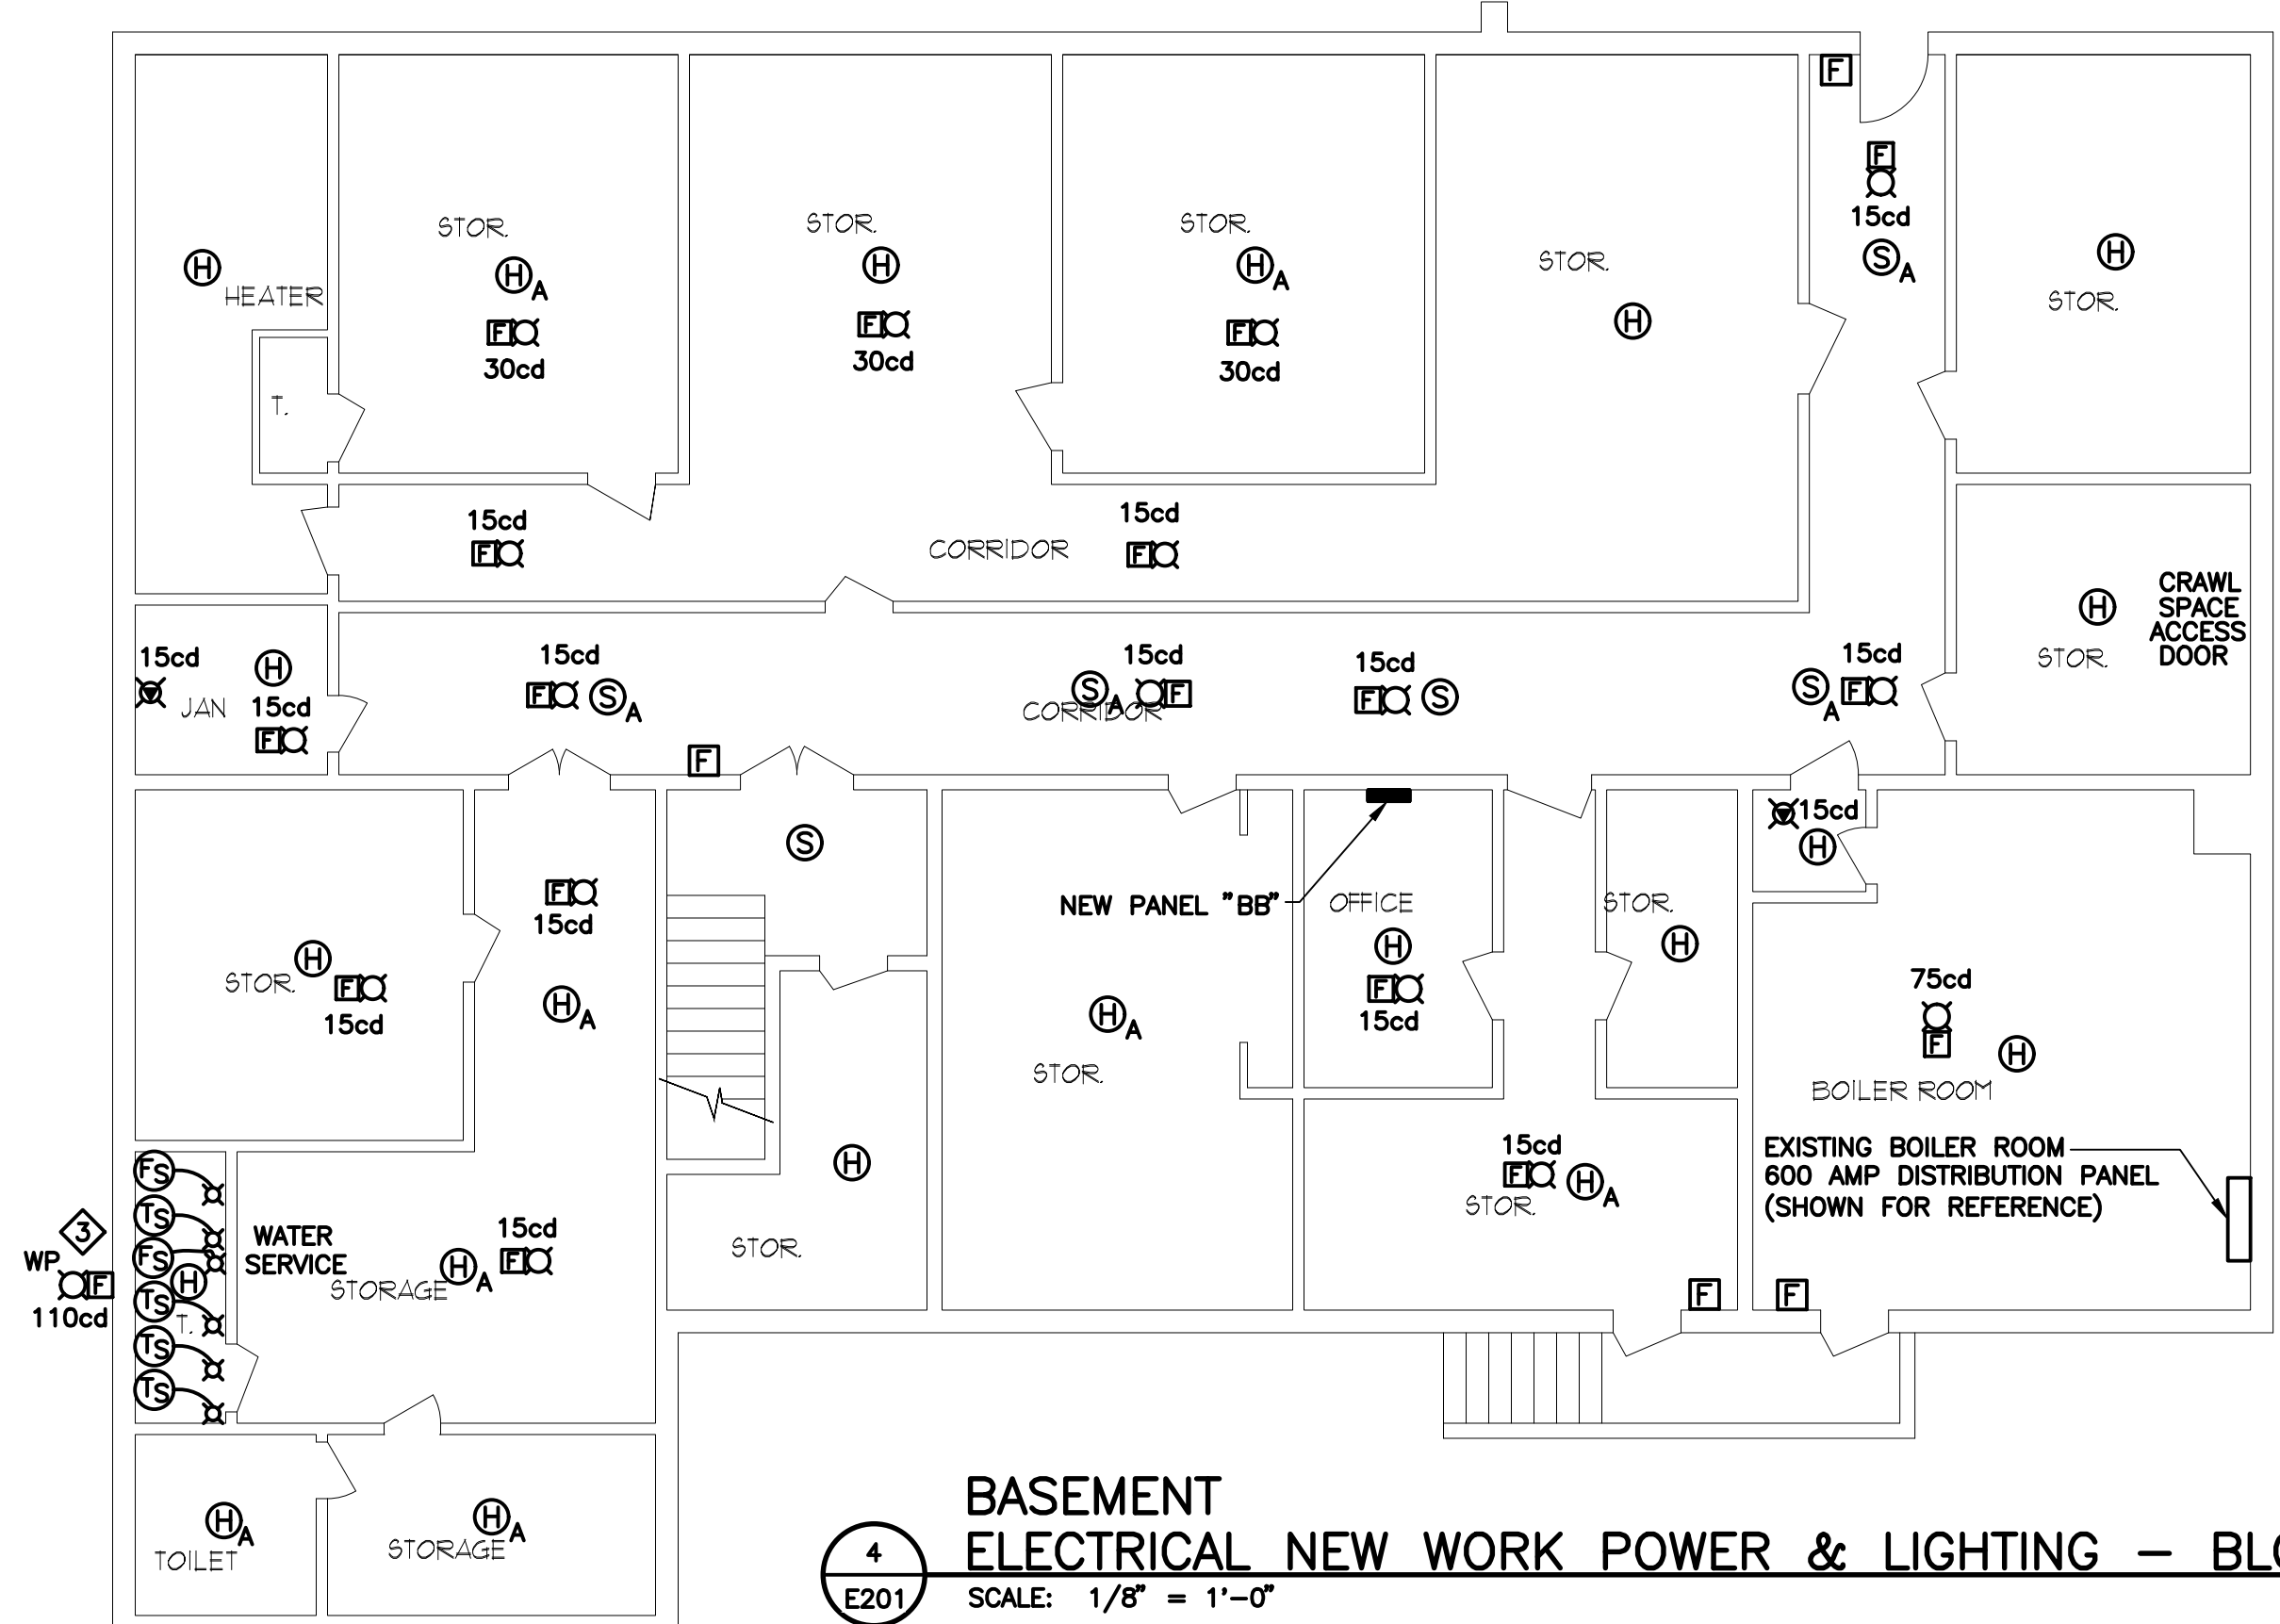 F
F
15cd
S A
STOR.
H A
F
30cd
STOR.
H
F
30cd
STOR.
H A
F
30cd
STOR.
H
H
STOR.
H
HEATER
T.
15cd
F
CORRIDOR
15cd
F
H
STOR.
CRAWL
SPACE
ACCESS
DOOR
15cd
H
JAN
15cd
F
15cd
F
S A
F
S A
15cd
F
CORRIDOR
15cd
F
S
15cd
S A
F
S
NEW PANEL "BB"
OFFICE
H
F
15cd
STOR.
H
15cd
H
F
15cd
H A
STOR.
H
F
15cd
H A
STOR.
75cd
F
H
BOILER ROOM
EXISTING BOILER ROOM
600 AMP DISTRIBUTION PANEL
(SHOWN FOR REFERENCE)
H
STOR.
15cd
F
H A
STOR.
F
F
FS
TS
FS
H
TS
T.
TS
TS
3
WP
F
110cd
WATER
SERVICE
15cd
H A
F
STORAGE
H A
TOILET
H A
STORAGE
BASEMENT
4
ELECTRICAL NEW WORK POWER & LIGHTING – BLO
E201
SCALE: 1/8" = 1'-0"